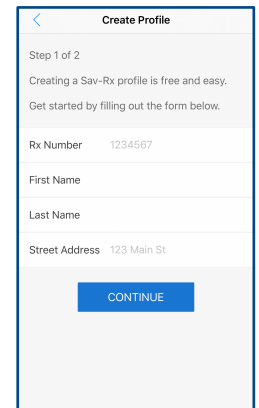 Create Profile
Step 1 of 2
Creating a Sav-Rx profile is free and easy.
Get started by filling out the form below.
Rx Number 1234567
First Name
Last Name
Street Address 123 Main St
CONTINUE